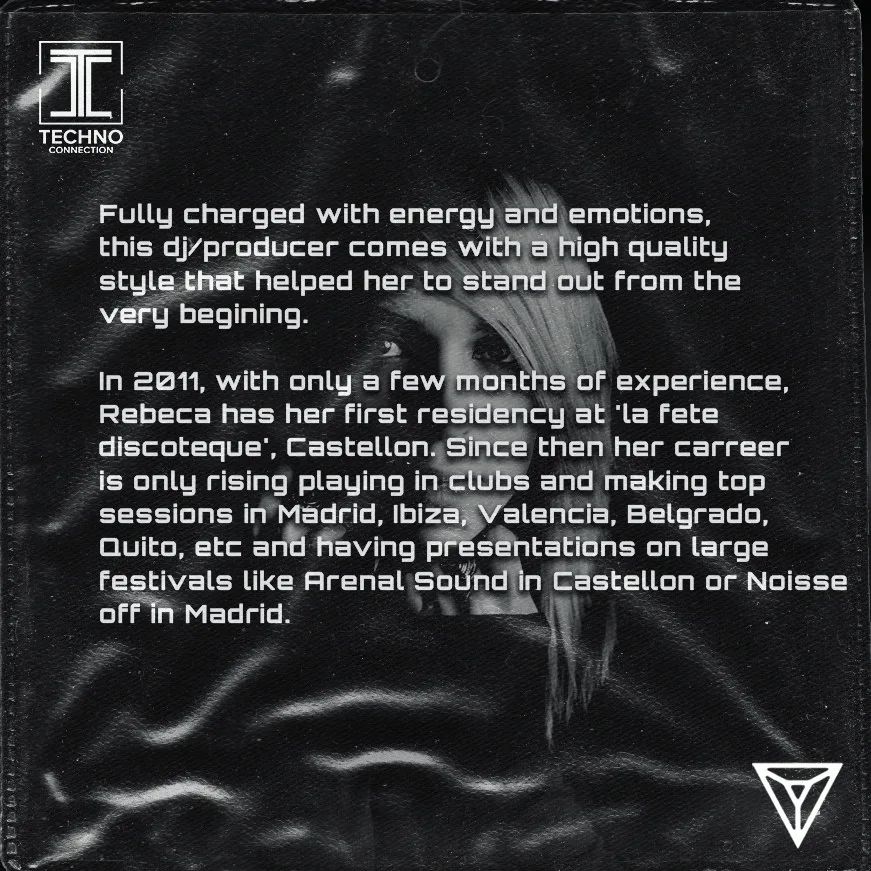 TECHNO
CONNECTION
Fully charged with energy and emotions,
this dj/producer comes with a high quality
style that helped her to stand out from the
very begining.
In 2011, with only a few months of experience,
Rebeca has her first residency at 'la fete
discoteque', Castellon. Since then her carreer
is only rising playing in clubs and making top
sessions in Madrid, Ibiza, Valencia, Belgrado,
Quito, etc and having presentations on large
festivals like Arenal Sound in Castellon or Noisse
off in Madrid.